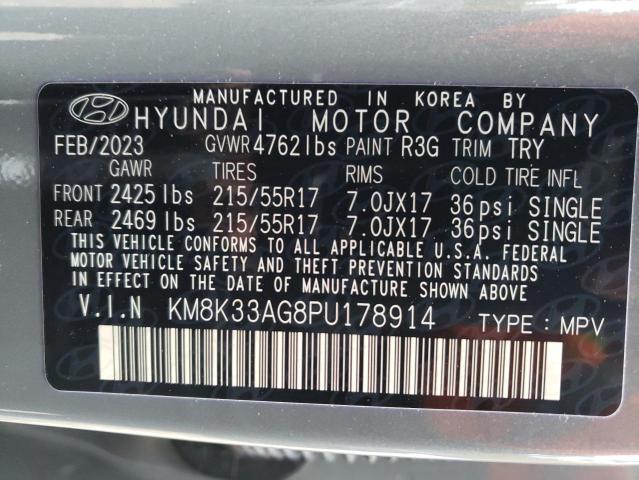 MANUFACTURED IN KOREA BY
HYUNDAI MOTOR COMPANY
FEB/2023 GVWR 4762lbs PAINT R3G TRIM TRY
GAWR TIRES RIMS COLD TIRE INFL
FRONT 2425 lbs 215/55R17 7.0JX17 36psi SINGLE
REAR 2469 lbs 215/55R17 7.0JX17 36psi SINGLE
THIS VEHICLE CONFORMS TO ALL APPLICABLE U.S.A. FEDERAL
MOTOR VEHICLE SAFETY AND THEFT PREVENTION STANDARDS
IN EFFECT ON THE DATE OF MANUFACTURE SHOWN ABOVE
V.I.N KM8K33AG8PU178914 TYPE : MPV